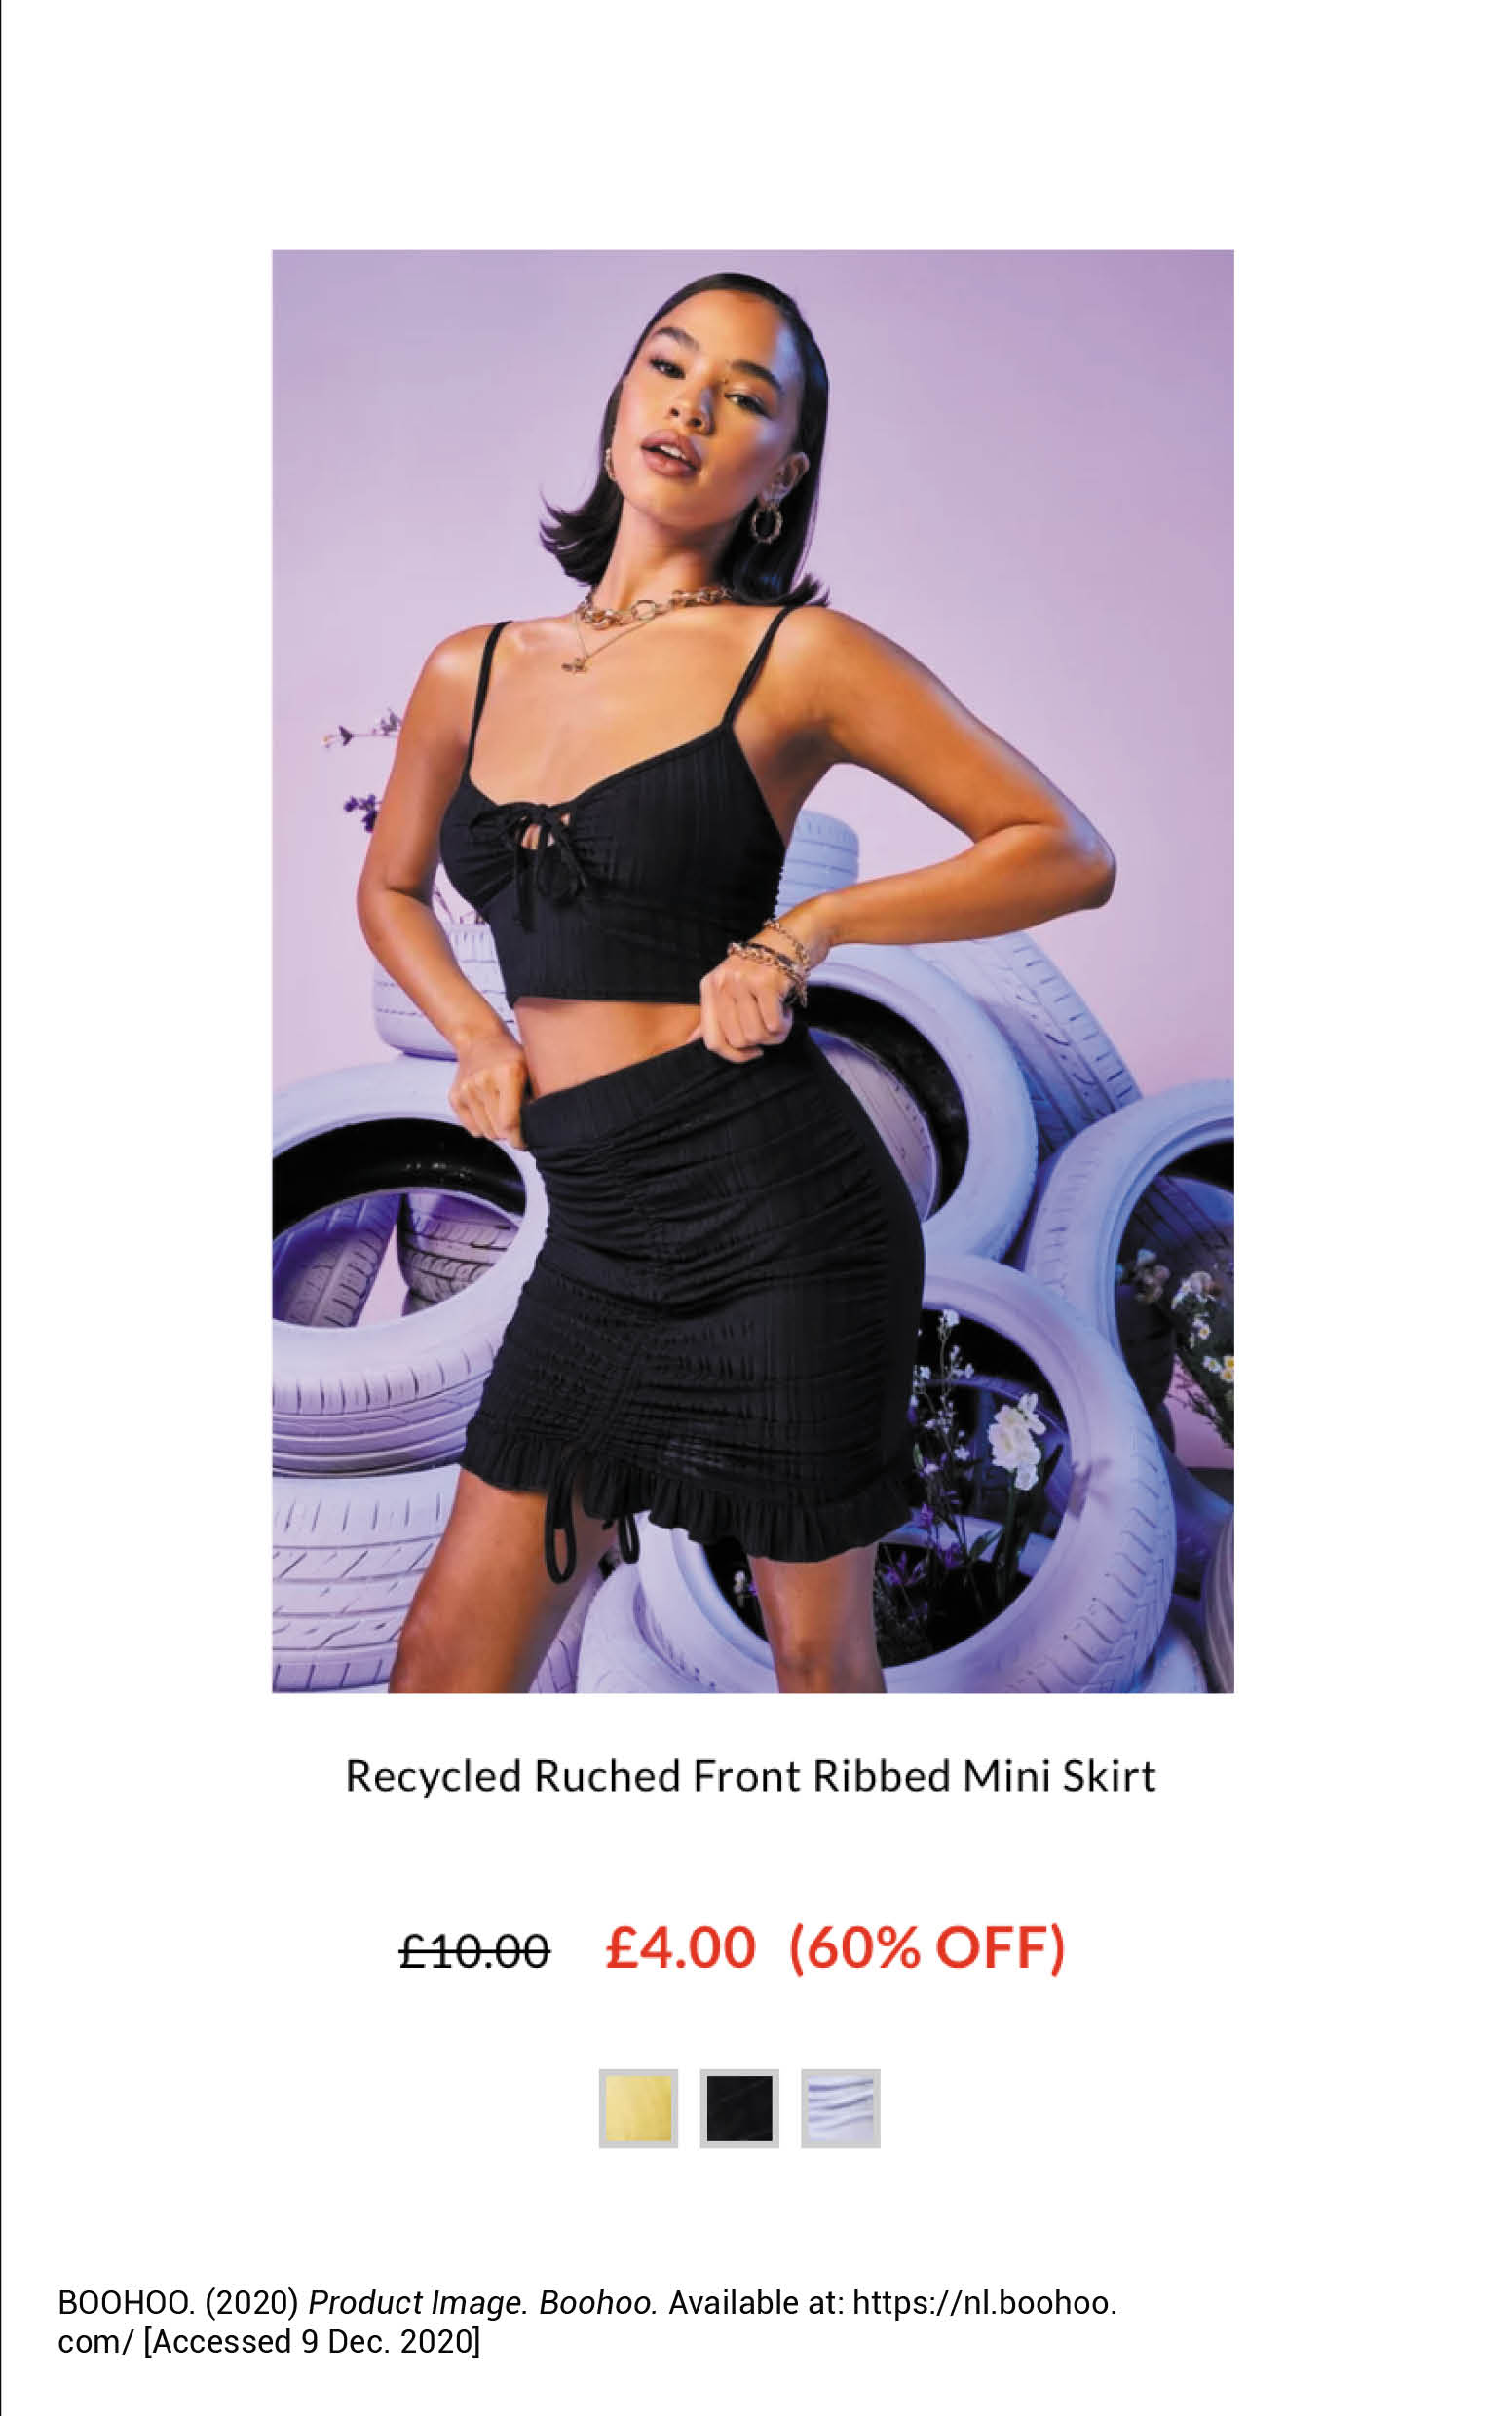 Recycled Ruched Front Ribbed Mini Skirt
£10.00 £4.00 (60% OFF)
BOOHOO. (2020) Product Image. Boohoo. Available at: https://nl.boohoo.
com/ [Accessed 9 Dec. 2020]